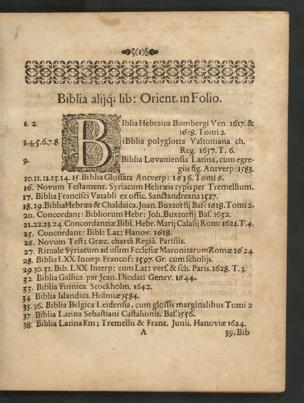 (1)
Biblia alijq; lib: Orient. in Folio.
1. 2. BIblia Hebraica Bombergi Ven. 1617. &
1618. Tomi 2.
3.4.5.6.7.8 iBiblia polyglotta Valtoniana ch.
Reg. 1657. T. 6.
9. Biblia Lovaniensia Latina, cum egre-
giis fig. Antverp: 1583.
10.11.12.13.14.15. Biblia Glossata Antverp: 1636. Tomi 6.
16. Novum Testament. Syriacum Hebræis typis per Tremellium.
17. Biblia Francisci Vatabli ex offic. Sanctandreana 1587.
18.19. Biblia Hebræa & Chaldaica. Joan. Buxtorfij Bas: 1618. Tomi 2.
20. Concordant: Bibliorum Hebr: Joh. Buxtorfij Bas. 1632.
21.22.23.24. Concordantiæ Bibl. Hebr. Marij Calasij Rom: 1621. T. 4.
25. Concordant: Bibl: Lat: Hanov. 1618.
26. Novum Test: Græc. charta Regiâ. Parisiis.
27. Rituale Syriacum ad usum Ecclesiæ Maronitarum Romæ 1624
28. Biblia LXX. Interp. Francof: 1597. Gr. cum scholijs.
29 30.31. Bib. LXX Interp: cum Lat: vers. & sch. Paris. 1628. T. 3.
32 Biblia Gallica par Jean. Diodati Genev. 1644.
33. Biblia Finnica Stockholm. 1642.
34 Biblia Islandica. Holmiæ 1584.
35. 36. Biblia Belgica Leidensia, cum glossis marginalibus Tomi 2
37 Biblia Latina Sebastiani Castalionis. Bas: 1556.
38 Biblia Latina Em; Tremelli & Franc. Junii. Hanoviæ 1624.
A 39. Bib